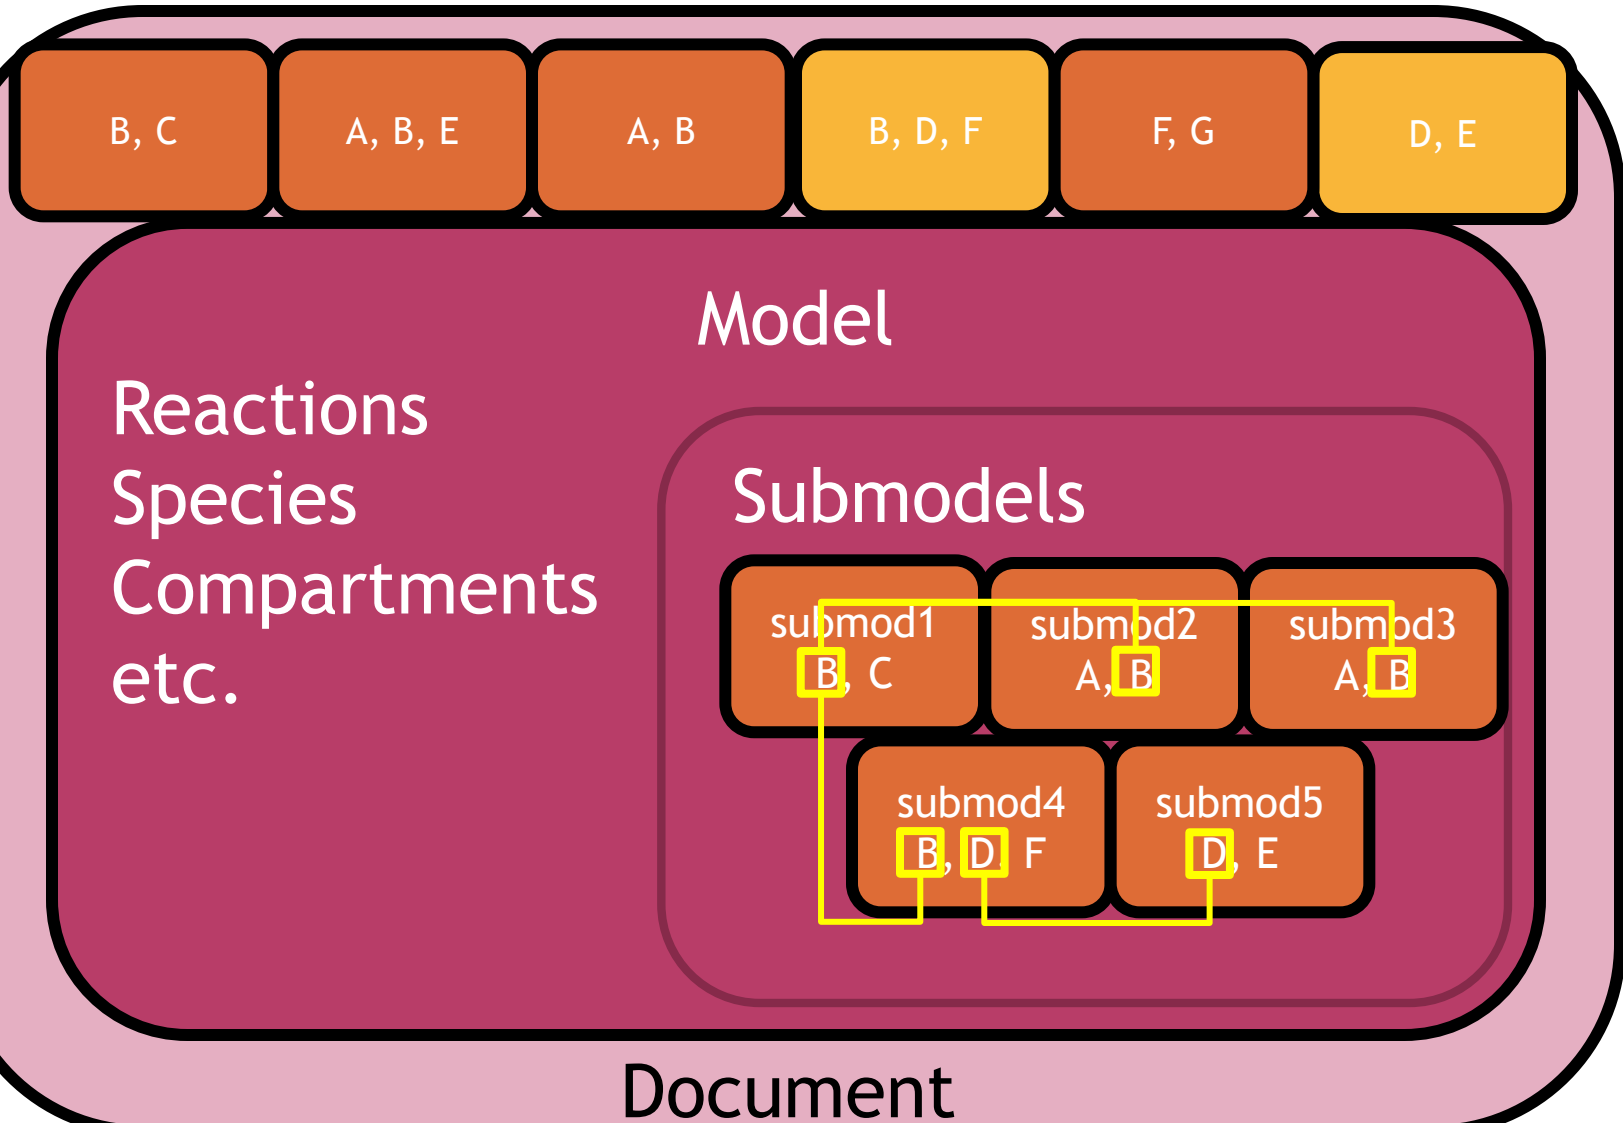 B, C
A, B, E
A, B
B, D, F
F, G
D, E
Model
Reactions
Species
Compartments
etc.
Submodels
submod1
B, C
submod2
A, B
submod3
A, B
submod4
B, D, F
submod5
D, E
Document